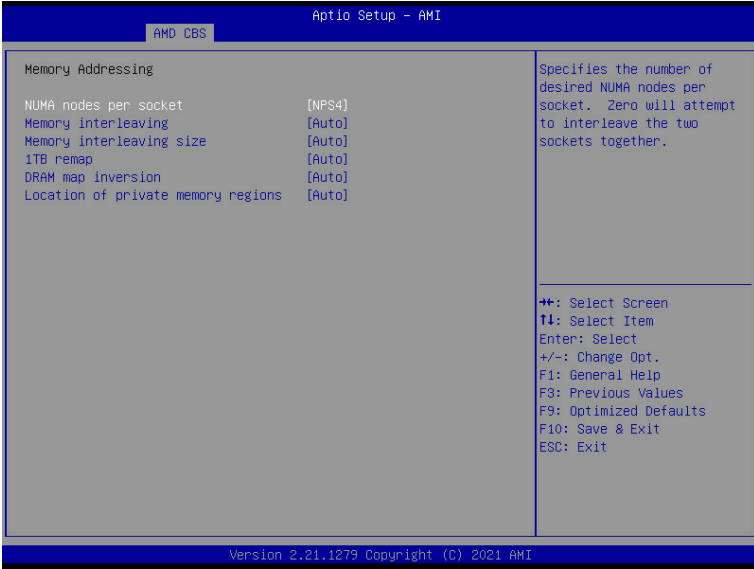 Aptio Setup – AMI
AMD CBS
Memory Addressing
NUMA nodes per socket [NPS4]
Memory interleaving [Auto]
Memory interleaving size [Auto]
1TB remap [Auto]
DRAM map inversion [Auto]
Location of private memory regions [Auto]
Specifies the number of
desired NUMA nodes per
socket.  Zero will attempt
to interleave the two
sockets together.
→←: Select Screen
↑↓: Select Item
Enter: Select
+/-: Change Opt.
F1: General Help
F3: Previous Values
F9: Optimized Defaults
F10: Save & Exit
ESC: Exit
Version 2.21.1279 Copyright (C) 2021 AMI